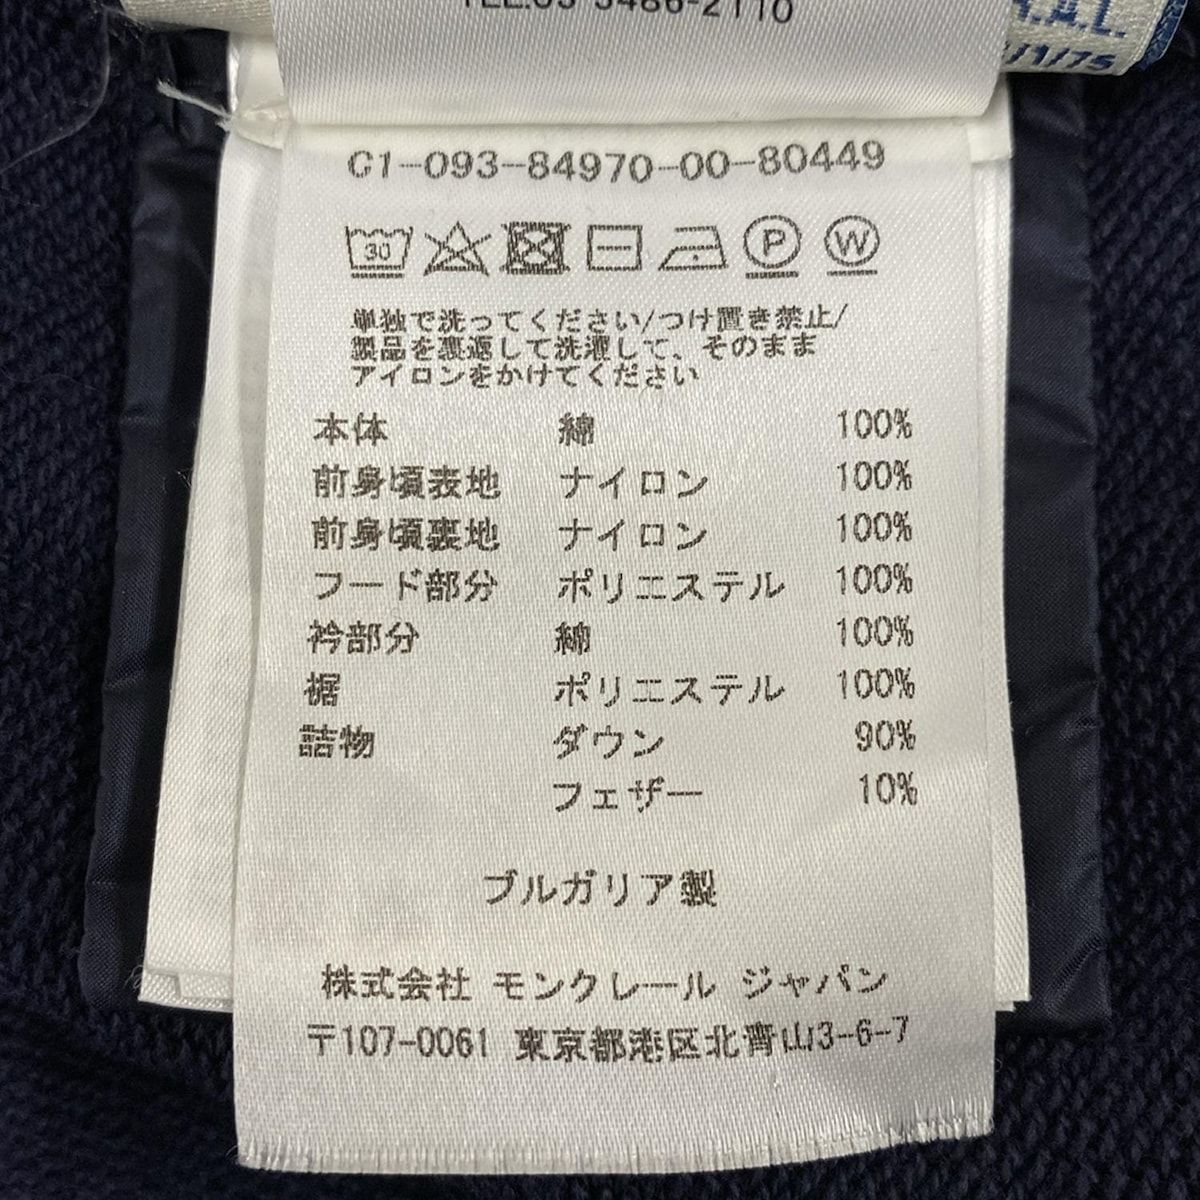 TEL.03 5486-2110
R.A.L.
/1/75
C1-093-84970-00-80449
30
P
W
単独で洗ってください/つけ置き禁止/
製品を裏返して洗濯して、そのまま
アイロンをかけてください
本体 綿 100%
前身頃表地 ナイロン 100%
前身頃裏地 ナイロン 100%
フード部分 ポリエステル 100%
衿部分 綿 100%
裾 ポリエステル 100%
詰物 ダウン 90%
フェザー 10%
ブルガリア製
株式会社 モンクレール ジャパン
〒107-0061 東京都港区北青山3-6-7